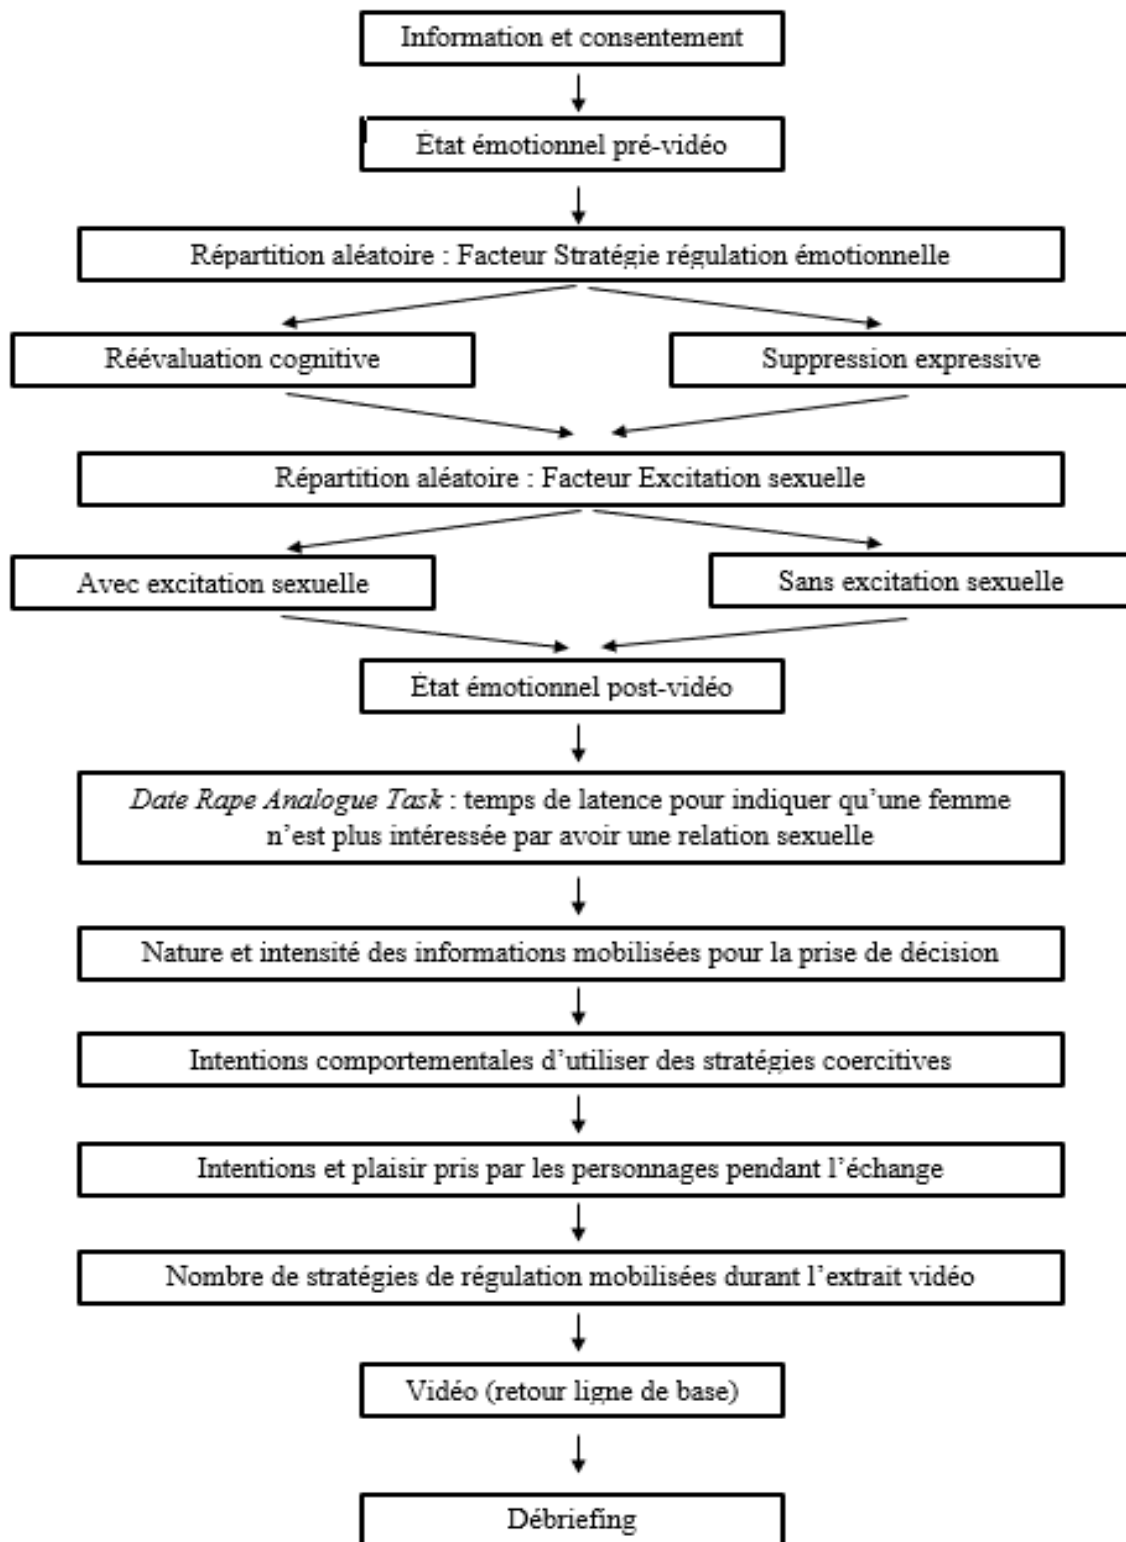 Information et consentement
État émotionnel pré-vidéo
Répartition aléatoire : Facteur Stratégie régulation émotionnelle
Réévaluation cognitive
Suppression expressive
Répartition aléatoire : Facteur Excitation sexuelle
Avec excitation sexuelle
Sans excitation sexuelle
État émotionnel post-vidéo
Date Rape Analogue Task : temps de latence pour indiquer qu’une femme
n’est plus intéressée par avoir une relation sexuelle
Nature et intensité des informations mobilisées pour la prise de décision
Intentions comportementales d’utiliser des stratégies coercitives
Intentions et plaisir pris par les personnages pendant l’échange
Nombre de stratégies de régulation mobilisées durant l’extrait vidéo
Vidéo (retour ligne de base)
Débriefing